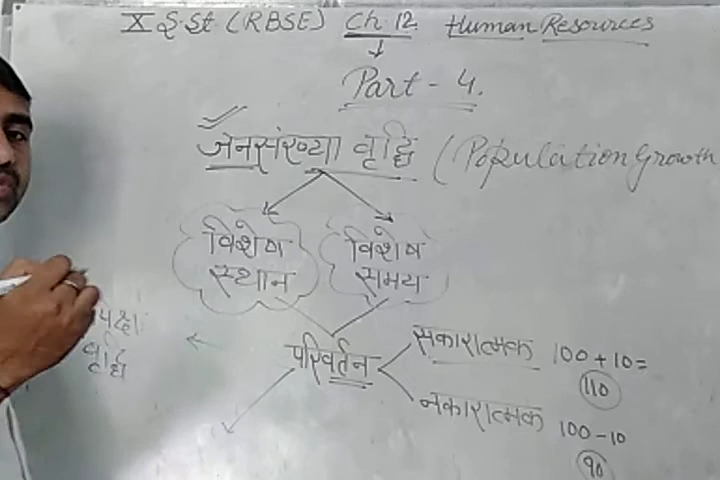 X S.St. (RBSE) Ch 12. Human Resources
Part - 4.
जनसंख्या वृद्धि (Population Growth
विशेष
स्थान
विशेष
समय
परिवर्तन
सकारात्मक 100+10=
110
नकारात्मक 100-10
90
वृद्धि